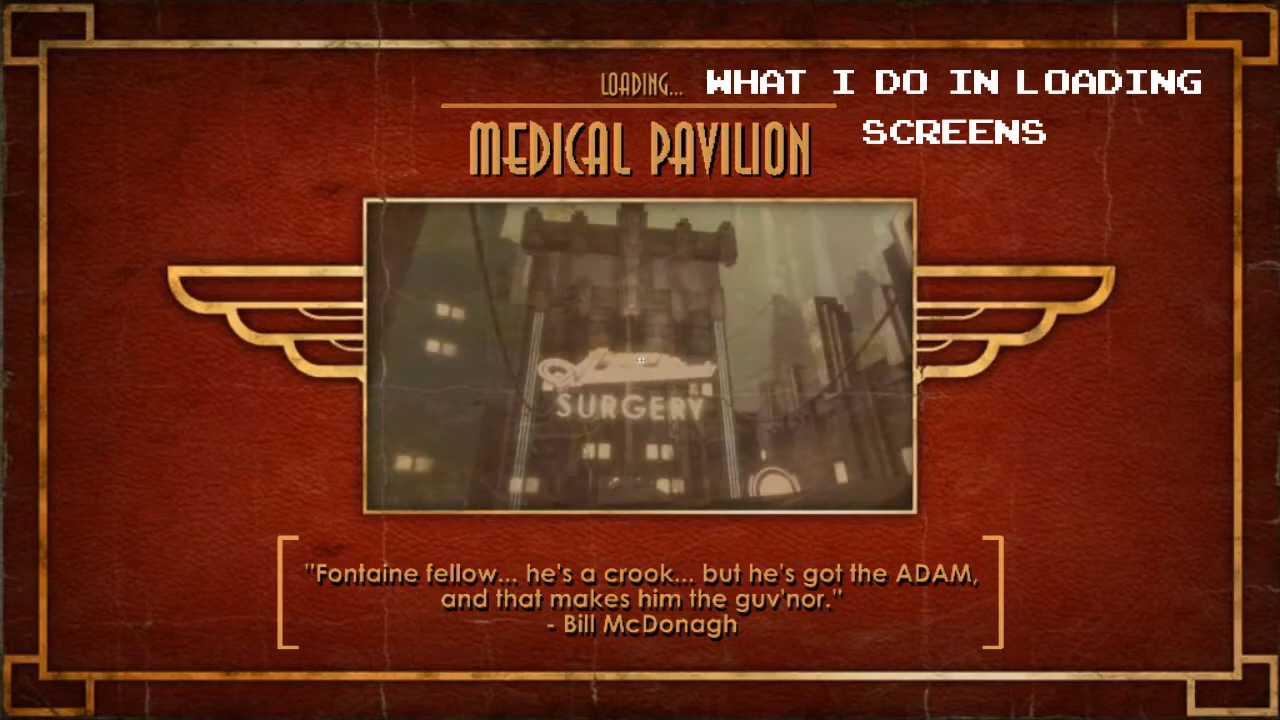 LOADING... WHAT I DO IN LOADING
SCREENS
MEDICAL PAVILION
SURGERY
"Fontaine fellow... he's a crook... but he's got the ADAM,
and that makes him the guv'nor."
- Bill McDonagh